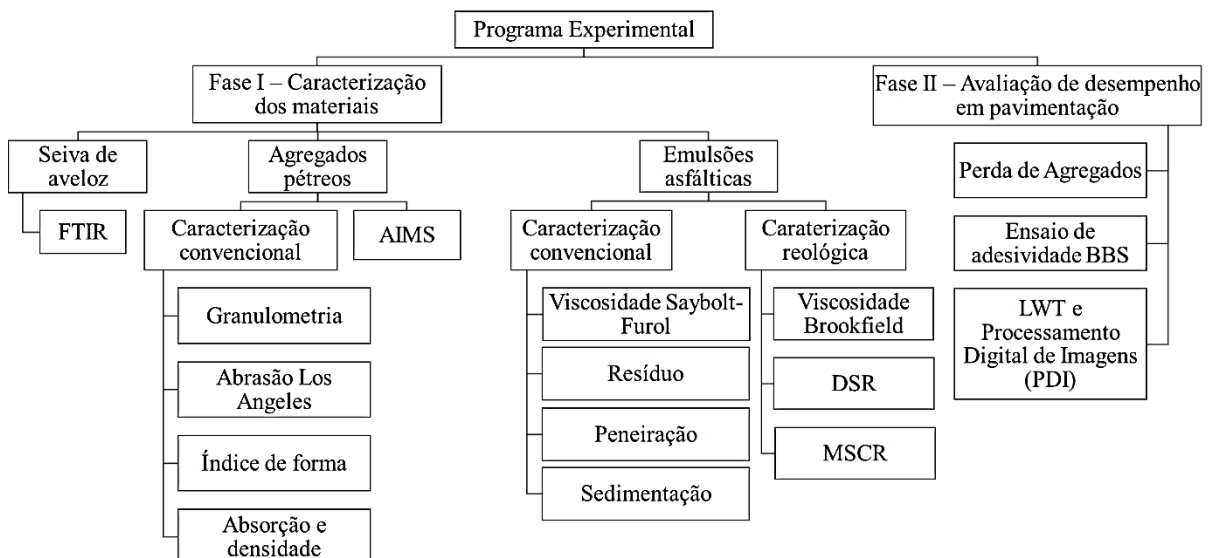 Programa Experimental
Fase I – Caracterização
dos materiais
Fase II – Avaliação de desempenho
em pavimentação
Seiva de
aveloz
Agregados
pétreos
Emulsões
asfálticas
FTIR
Caracterização
convencional
AIMS
Granulometria
Abrasão Los
Angeles
Índice de forma
Absorção e
densidade
Caracterização
convencional
Caraterização
reológica
Viscosidade Saybolt-
Furol
Resíduo
Peneiração
Sedimentação
Viscosidade
Brookfield
DSR
MSCR
Perda de Agregados
Ensaio de
adesividade BBS
LWT e
Processamento
Digital de Imagens
(PDI)